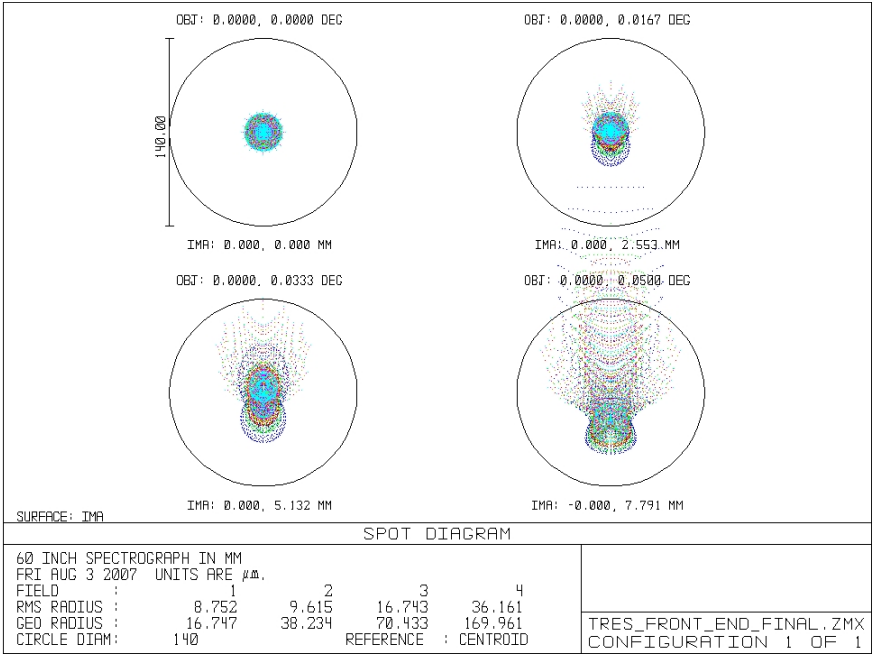 OBJ: 0.0000, 0.0000 DEG
OBJ: 0.0000, 0.0167 DEG
140.00
IMA: 0.000, 0.000 MM
IMA: 0.000, 2.553 MM
OBJ: 0.0000, 0.0333 DEG
OBJ: 0.0000, 0.0500 DEG
IMA: 0.000, 5.132 MM
IMA: -0.000, 7.791 MM
SURFACE: IMA
SPOT DIAGRAM
60 INCH SPECTROGRAPH IN MM
FRI AUG 3 2007 UNITS ARE µm.
FIELD : 1 2 3 4
RMS RADIUS : 8.752 9.615 16.743 36.161
GEO RADIUS : 16.747 38.234 70.433 169.961
CIRCLE DIAM: 140 REFERENCE : CENTROID
TRES_FRONT_END_FINAL.ZMX
CONFIGURATION 1 OF 1